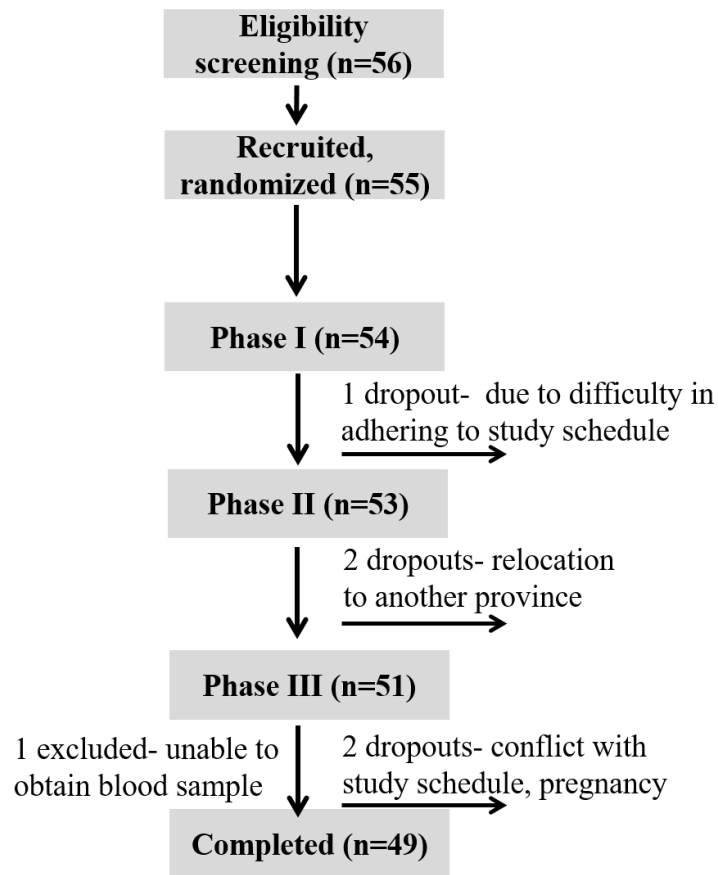 Eligibility
screening (n=56)
Recruited,
randomized (n=55)
Phase I (n=54)
1 dropout-  due to difficulty in
adhering to study schedule
Phase II (n=53)
2 dropouts- relocation
to another province
Phase III (n=51)
1 excluded- unable to
obtain blood sample
2 dropouts- conflict with
study schedule, pregnancy
Completed (n=49)